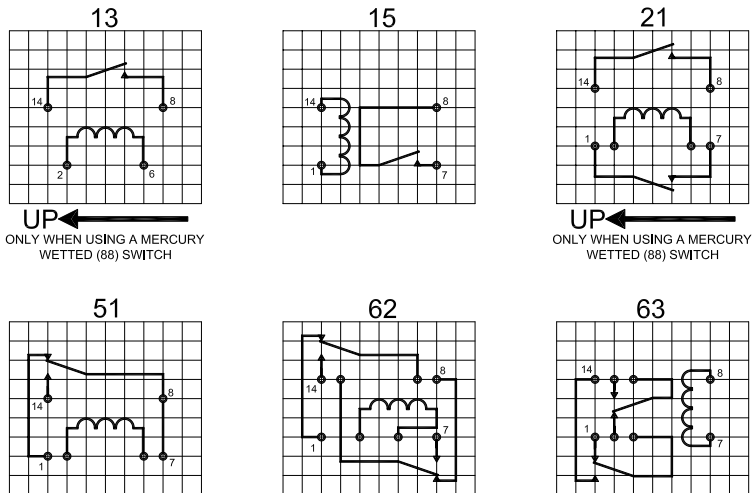 13 15 21
14 8 14 8 14 8
2 6 1 7 1 7
UP UP
ONLY WHEN USING A MERCURY ONLY WHEN USING A MERCURY
WETTED (88) SWITCH WETTED (88) SWITCH
51 62 63
14 8 14 8 14 8
1 7 1 7 1 7